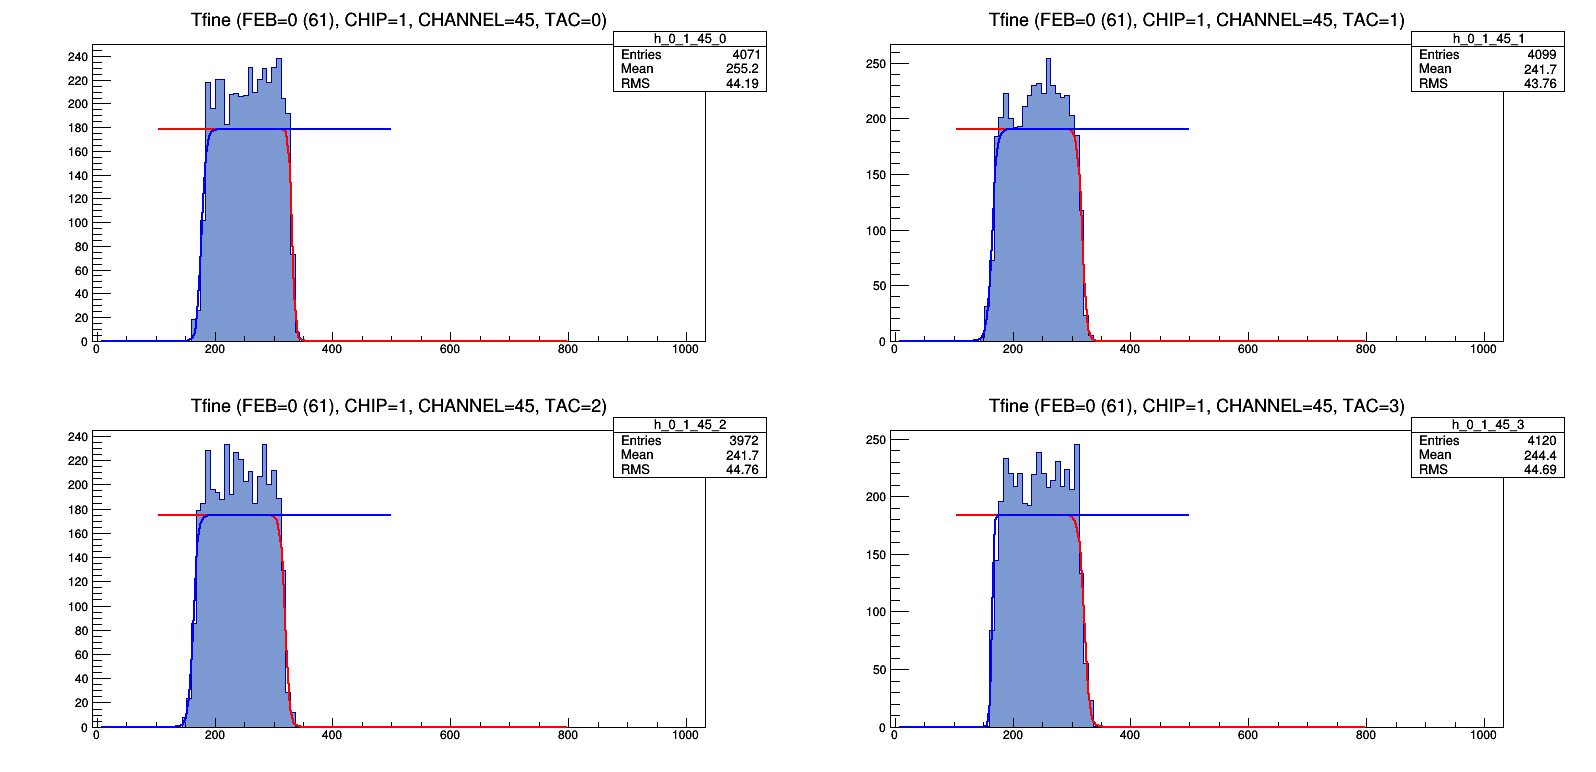 Tfine (FEB=0 (61), CHIP=1, CHANNEL=45, TAC=0)
h_0_1_45_0
Entries 4071
Mean 255.2
RMS 44.19
240
220
200
180
160
140
120
100
80
60
40
20
0
0 200 400 600 800 1000
Tfine (FEB=0 (61), CHIP=1, CHANNEL=45, TAC=1)
h_0_1_45_1
Entries 4099
Mean 241.7
RMS 43.76
250
200
150
100
50
0
0 200 400 600 800 1000
Tfine (FEB=0 (61), CHIP=1, CHANNEL=45, TAC=2)
h_0_1_45_2
Entries 3972
Mean 241.7
RMS 44.76
240
220
200
180
160
140
120
100
80
60
40
20
0
0 200 400 600 800 1000
Tfine (FEB=0 (61), CHIP=1, CHANNEL=45, TAC=3)
h_0_1_45_3
Entries 4120
Mean 244.4
RMS 44.69
250
200
150
100
50
0
0 200 400 600 800 1000